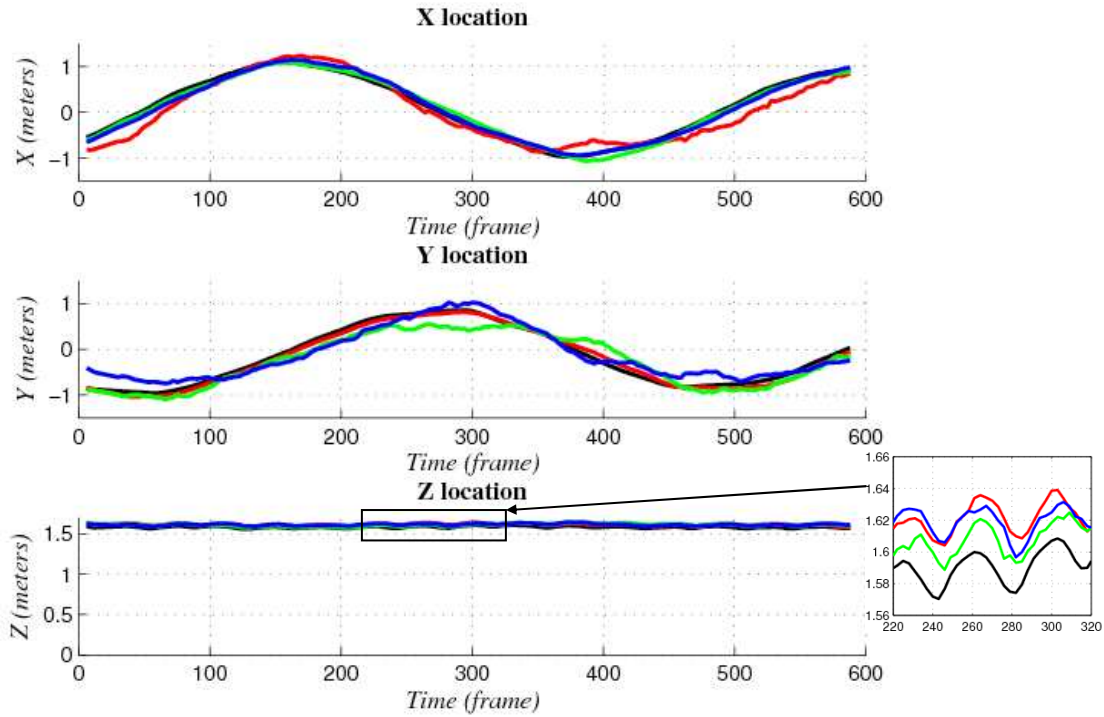 X location
1
0
−1
X (meters)
0 100 200 300 400 500 600
Time (frame)
Y location
1
0
−1
Y (meters)
0 100 200 300 400 500 600
Time (frame)
Z location
1.5
1
0.5
0
Z (meters)
0 100 200 300 400 500 600
Time (frame)
1.66
1.64
1.62
1.6
1.58
1.56
220 240 260 280 300 320